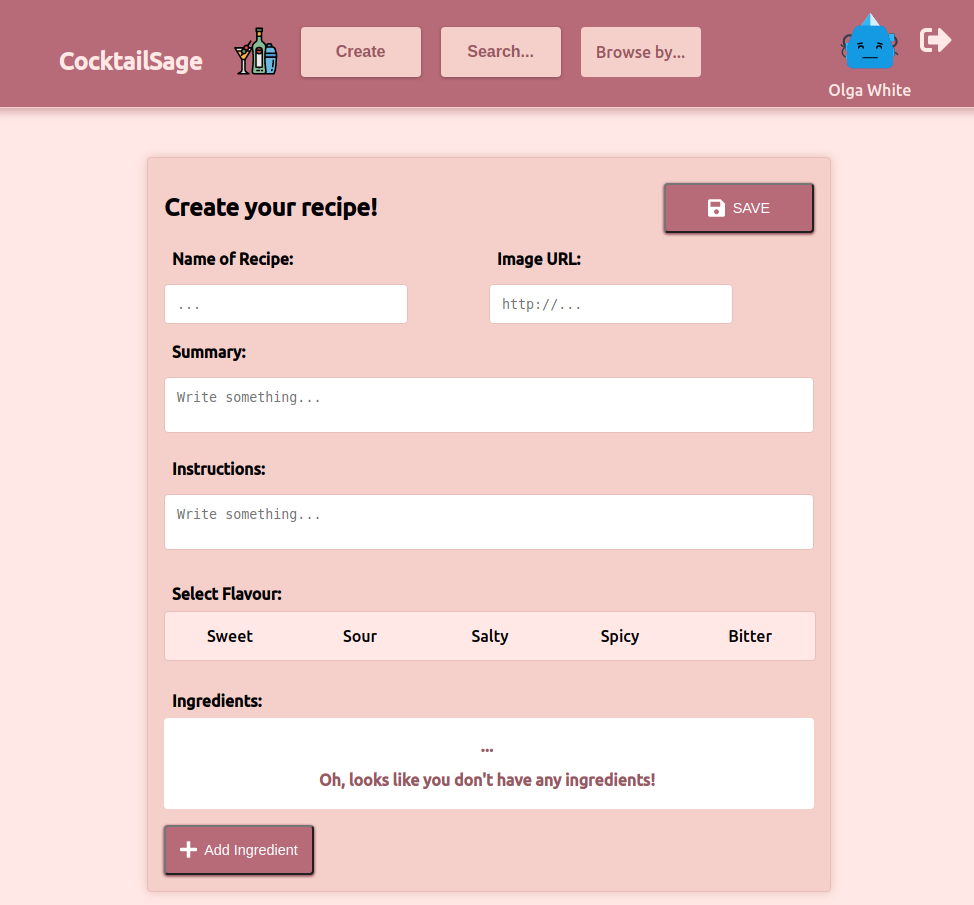 CocktailSage
Create
Search...
Browse by...
Olga White
Create your recipe!
SAVE
Name of Recipe:
Image URL:
...
http://...
Summary:
Write something...
Instructions:
Write something...
Select Flavour:
Sweet Sour Salty Spicy Bitter
Ingredients:
...
Oh, looks like you don't have any ingredients!
Add Ingredient